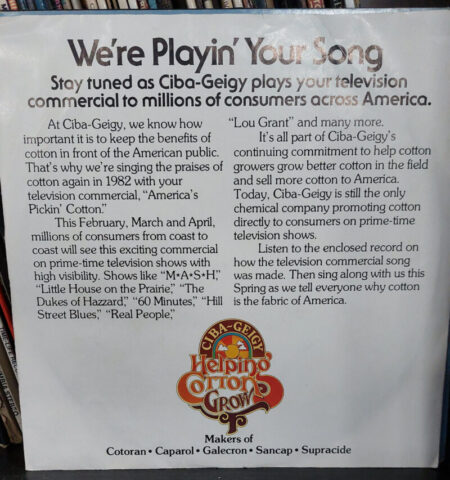 We're Playin' Your Song
Stay tuned as Ciba-Geigy plays your television
commercial to millions of consumers across America.
At Ciba-Geigy, we know how
important it is to keep the benefits of
cotton in front of the American public.
That's why we're singing the praises of
cotton again in 1982 with your
television commercial, "America's
Pickin' Cotton."
This February, March and April,
millions of consumers from coast to
coast will see this exciting commercial
on prime-time television shows with
high visibility. Shows like "M•A•S•H,"
"Little House on the Prairie," "The
Dukes of Hazzard," "60 Minutes," "Hill
Street Blues," "Real People,"
"Lou Grant" and many more.
It's all part of Ciba-Geigy's
continuing commitment to help cotton
growers grow better cotton in the field
and sell more cotton to America.
Today, Ciba-Geigy is still the only
chemical company promoting cotton
directly to consumers on prime-time
television shows.
Listen to the enclosed record on
how the television commercial song
was made. Then sing along with us this
Spring as we tell everyone why cotton
is the fabric of America.
CIBA-GEIGY
Helping
Cotton
Grow
Makers of
Cotoran • Caparol • Galecron • Sancap • Supracide